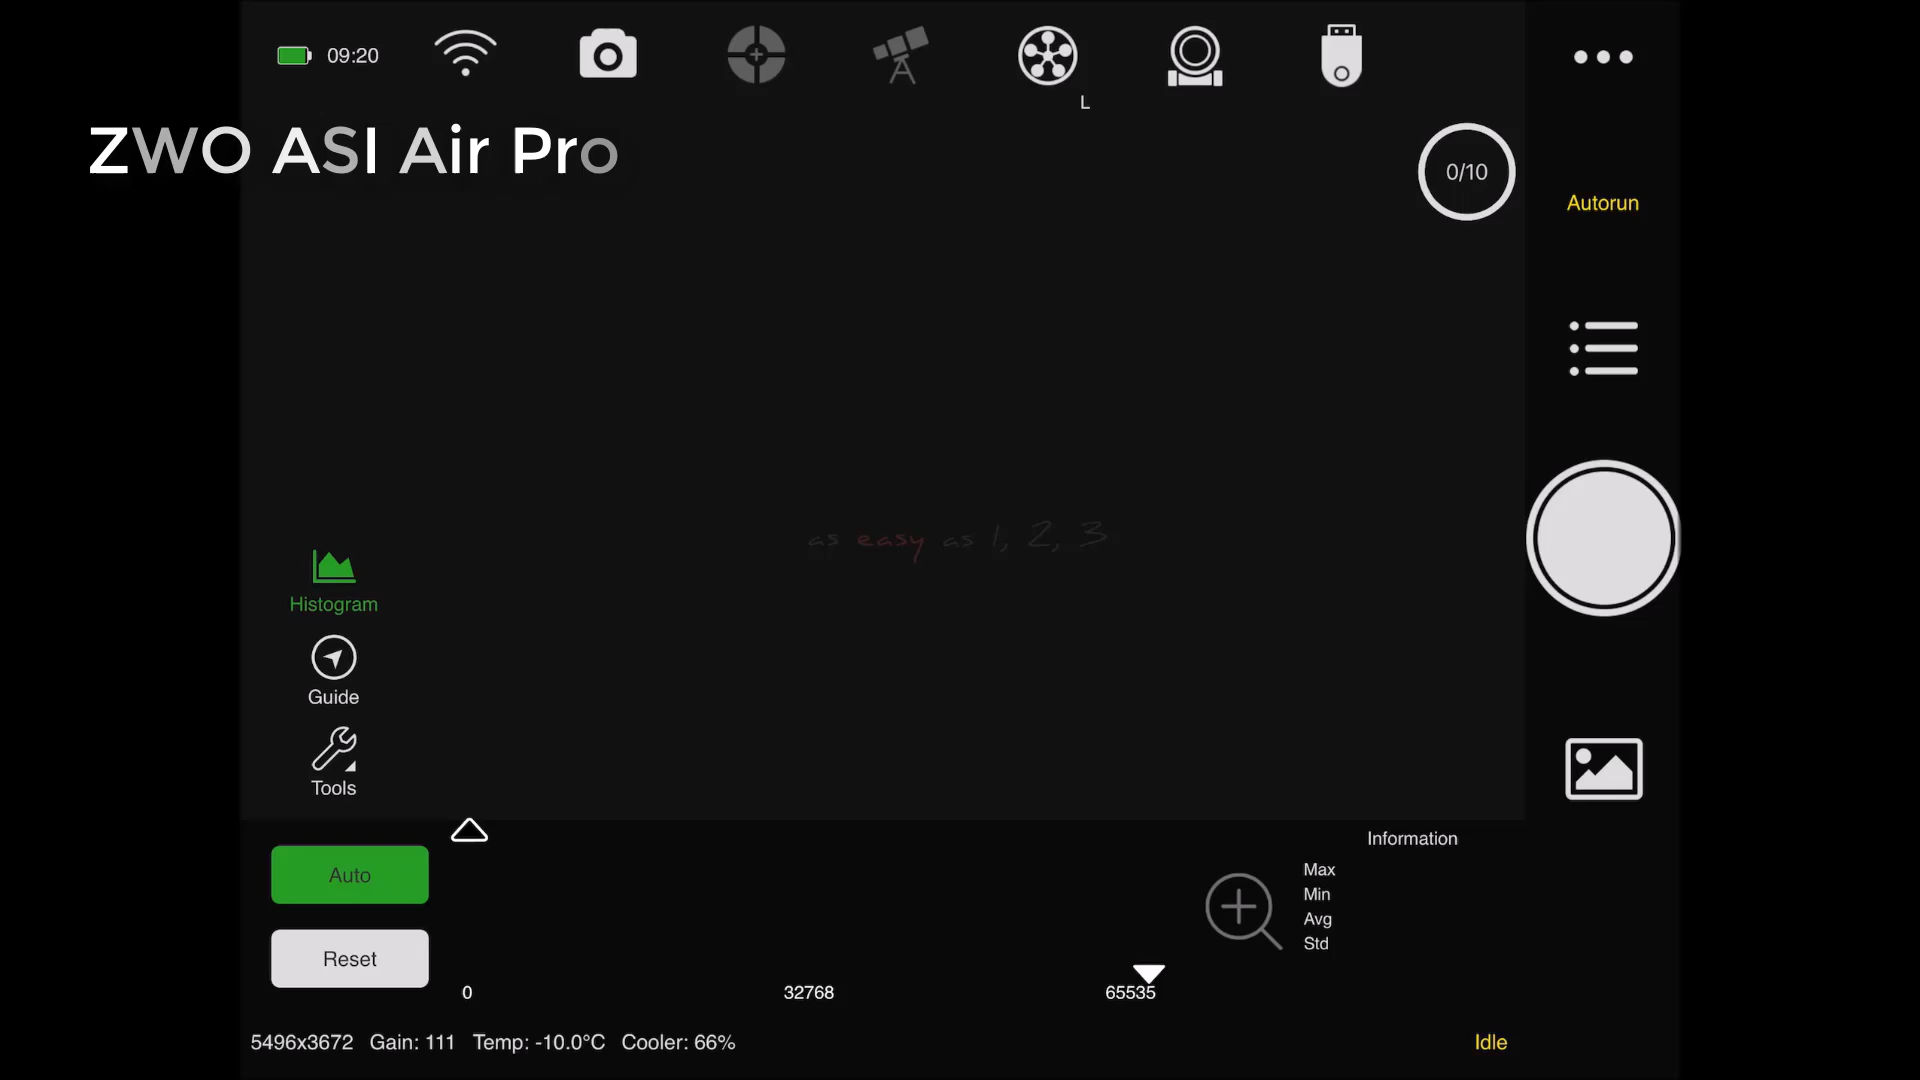 09:20
L
ZWO ASI Air Pro
0/10
Autorun
as easy as 1, 2, 3
Histogram
Guide
Tools
Information
Auto
Max
Min
Avg
Std
Reset
0 32768 65535
5496x3672 Gain: 111 Temp: -10.0°C Cooler: 66% Idle